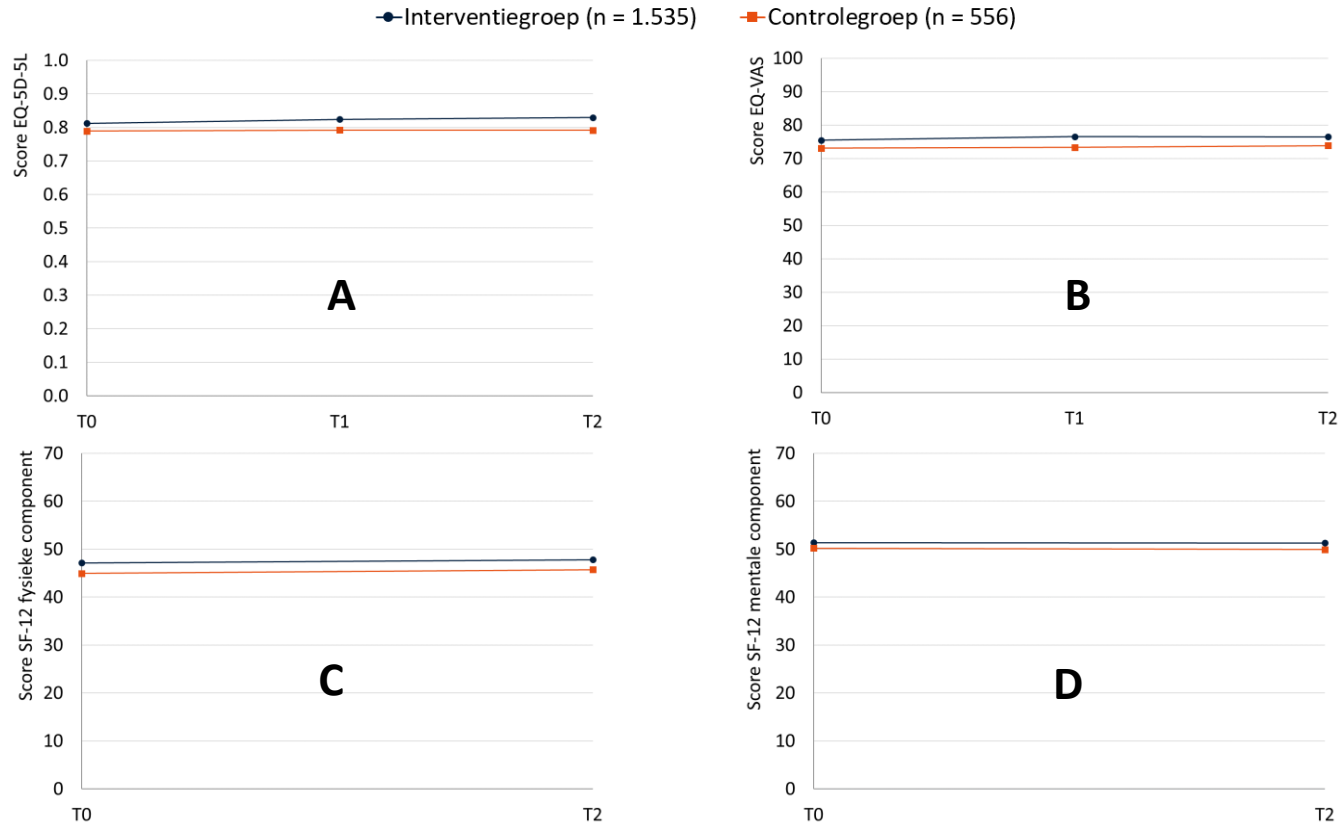 Interventiegroep (n = 1.535) Controlegroep (n = 556)
Score EQ-5D-5L
1.0
0.9
0.8
0.7
0.6
0.5
0.4
0.3
0.2
0.1
0.0
A
T0 T1 T2
Score EQ-VAS
100
90
80
70
60
50
40
30
20
10
0
B
T0 T1 T2
Score SF-12 fysieke component
70
60
50
40
30
20
10
0
C
T0 T2
Score SF-12 mentale component
70
60
50
40
30
20
10
0
D
T0 T2